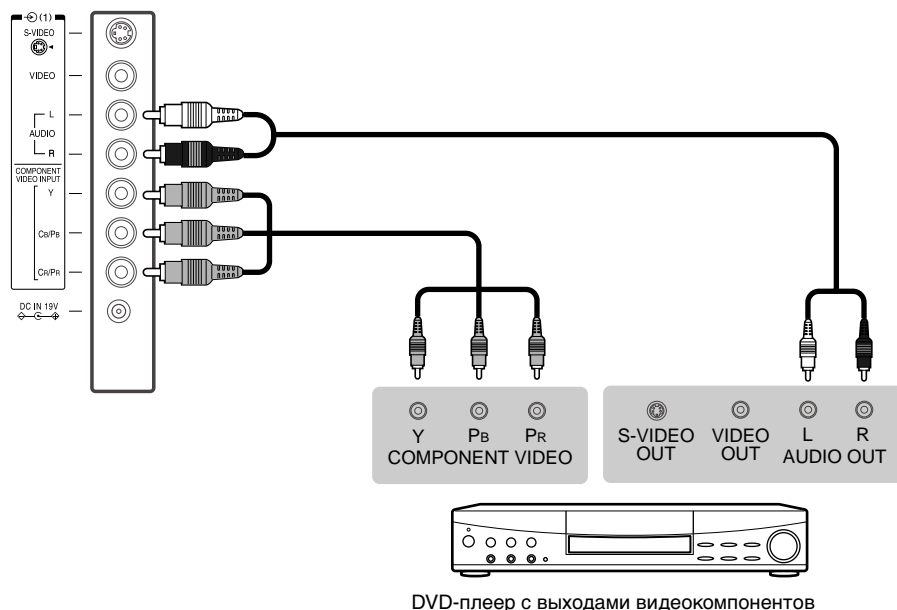 (1)
S-VIDEO
VIDEO
L
AUDIO
R
COMPONENT
VIDEO INPUT
Y
CB/PB
CR/PR
DC IN 19V
Y PB PR
COMPONENT VIDEO
S-VIDEO OUT
VIDEO OUT
L R
AUDIO OUT
DVD-плеер с выходами видеокомпонентов